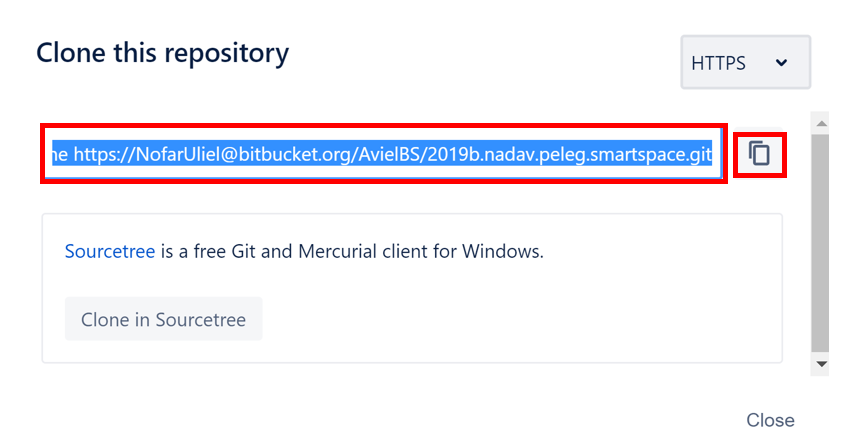 Clone this repository
HTTPS
ne https://NofarUliel@bitbucket.org/AvielBS/2019b.nadav.peleg.smartspace.git
Sourcetree is a free Git and Mercurial client for Windows.
Clone in Sourcetree
Close